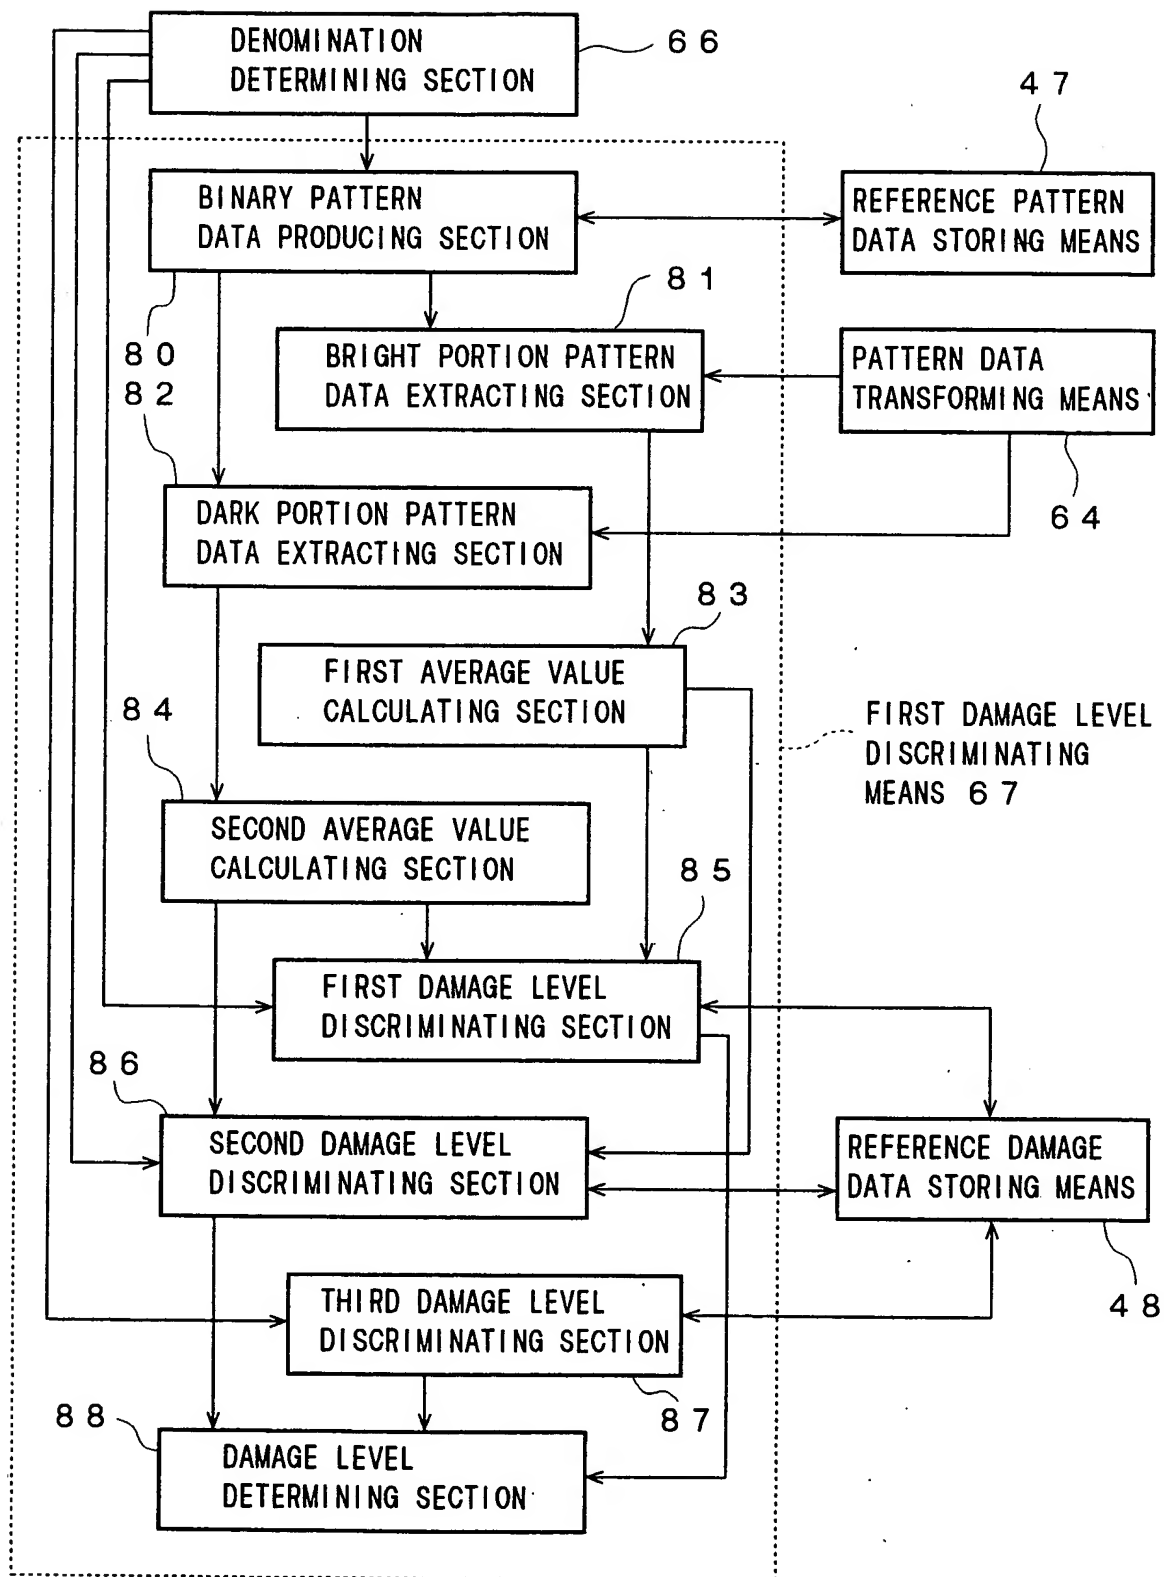 DENOMINATION
DETERMINING SECTION
66
47
BINARY PATTERN
DATA PRODUCING SECTION
REFERENCE PATTERN
DATA STORING MEANS
81
80
82
BRIGHT PORTION PATTERN
DATA EXTRACTING SECTION
PATTERN DATA
TRANSFORMING MEANS
64
DARK PORTION PATTERN
DATA EXTRACTING SECTION
83
FIRST AVERAGE VALUE
CALCULATING SECTION
84
FIRST DAMAGE LEVEL
DISCRIMINATING
MEANS 67
SECOND AVERAGE VALUE
CALCULATING SECTION
85
FIRST DAMAGE LEVEL
DISCRIMINATING SECTION
86
SECOND DAMAGE LEVEL
DISCRIMINATING SECTION
REFERENCE DAMAGE
DATA STORING MEANS
48
THIRD DAMAGE LEVEL
DISCRIMINATING SECTION
87
88
DAMAGE LEVEL
DETERMINING SECTION